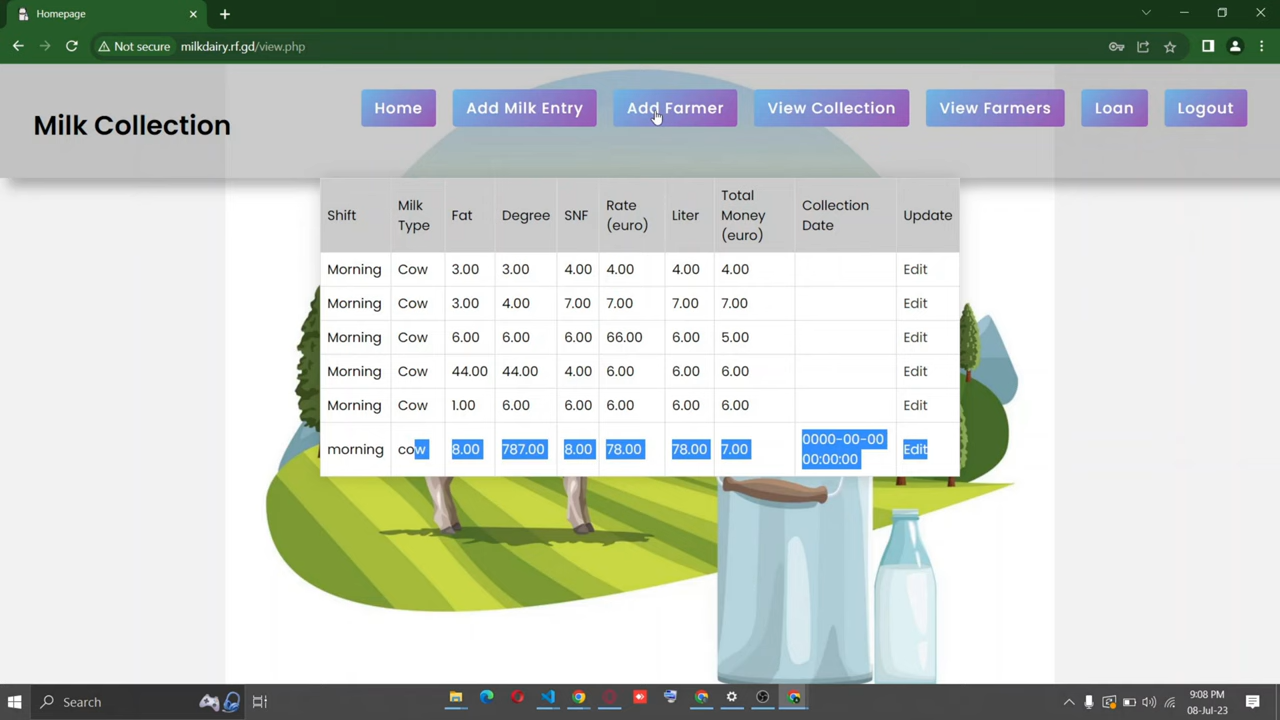 Homepage
Not secure milkdairy.rf.gd/view.php
Milk Collection
Home Add Milk Entry Add Farmer View Collection View Farmers Loan Logout
Shift Milk Type Fat Degree SNF Rate (euro) Liter Total Money (euro) Collection Date Update
Morning Cow 3.00 3.00 4.00 4.00 4.00 4.00 Edit
Morning Cow 3.00 4.00 7.00 7.00 7.00 7.00 Edit
Morning Cow 6.00 6.00 6.00 66.00 6.00 5.00 Edit
Morning Cow 44.00 44.00 4.00 6.00 6.00 6.00 Edit
Morning Cow 1.00 6.00 6.00 6.00 6.00 6.00 Edit
morning cow 8.00 787.00 8.00 78.00 78.00 7.00 0000-00-00 00:00:00 Edit
Search
9:08 PM
08-Jul-23